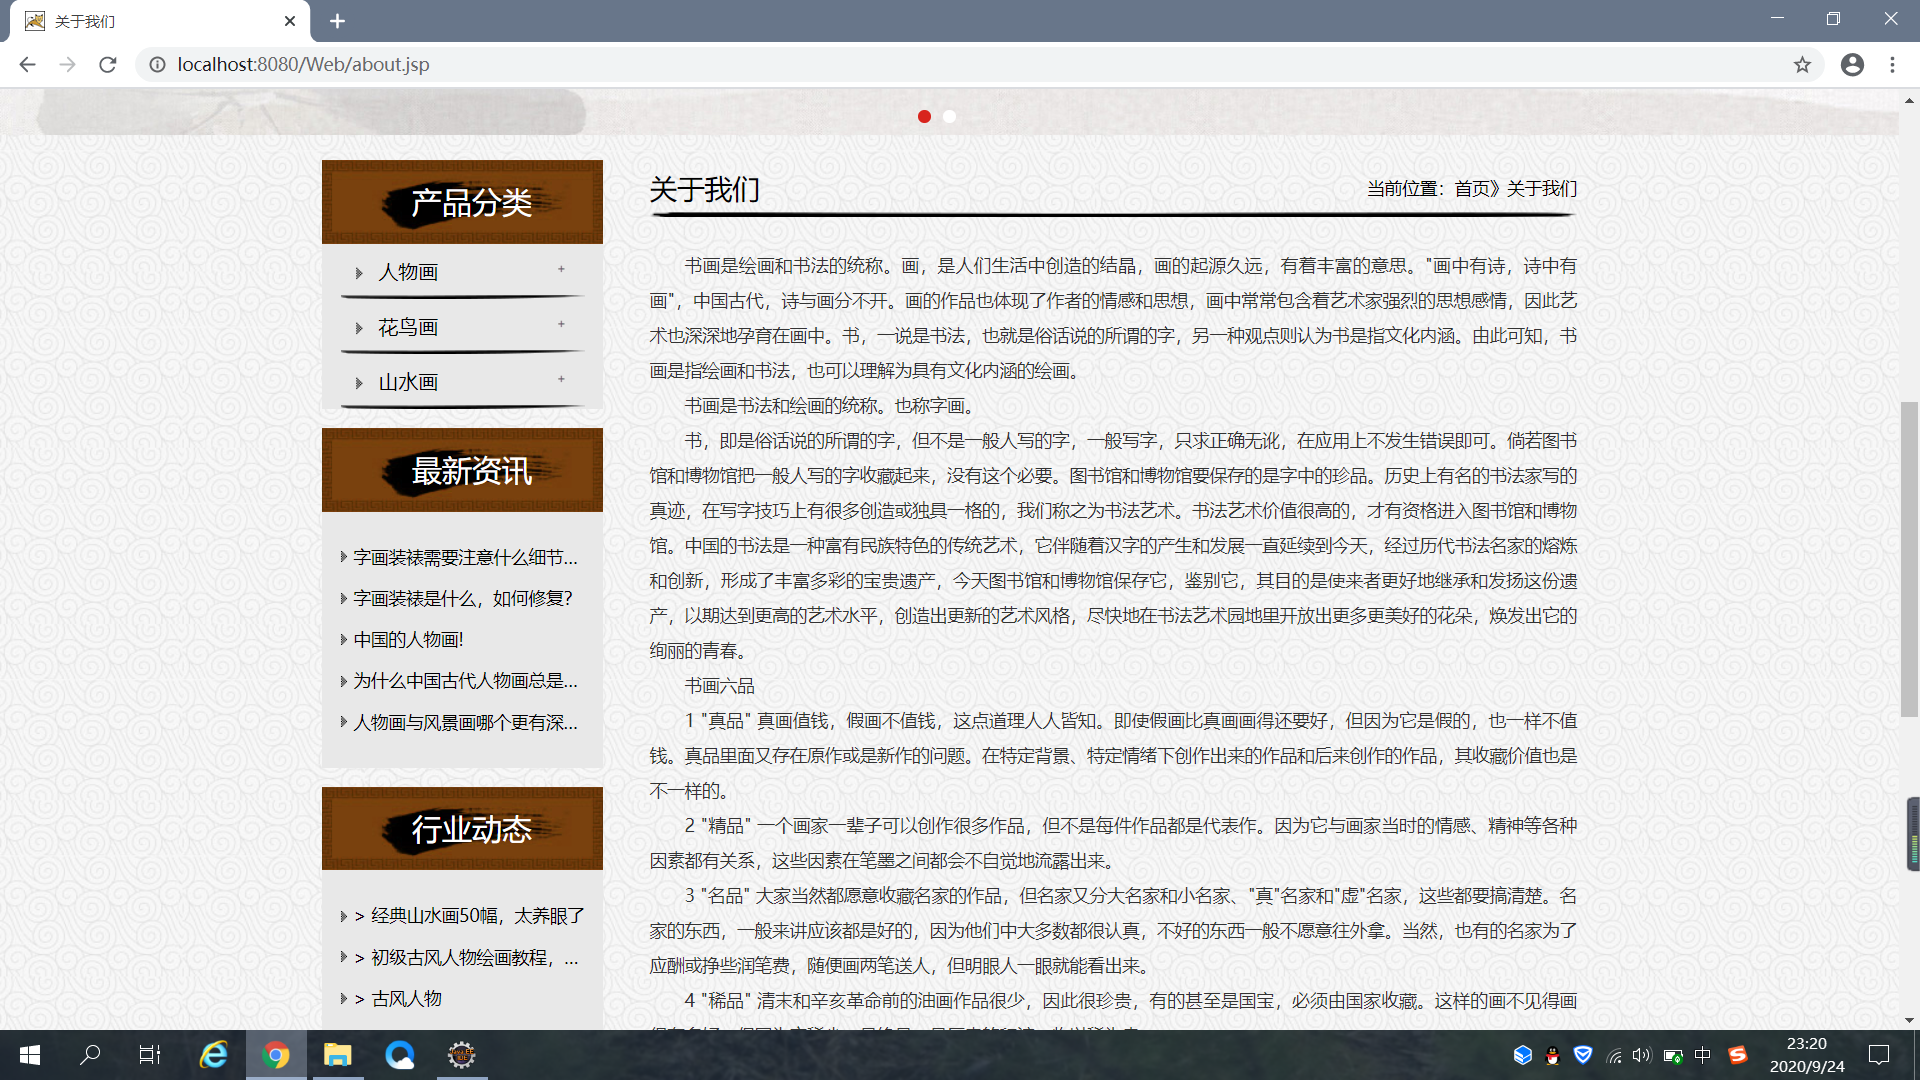 关于我们
localhost:8080/Web/about.jsp
产品分类
人物画 +
花鸟画 +
山水画 +
最新资讯
字画装裱需要注意什么细节...
字画装裱是什么，如何修复?
中国的人物画!
为什么中国古代人物画总是...
人物画与风景画哪个更有深...
行业动态
> 经典山水画50幅，太养眼了
> 初级古风人物绘画教程，...
> 古风人物
关于我们
当前位置：首页》关于我们
书画是绘画和书法的统称。画，是人们生活中创造的结晶，画的起源久远，有着丰富的意思。"画中有诗，诗中有
画"，中国古代，诗与画分不开。画的作品也体现了作者的情感和思想，画中常常包含着艺术家强烈的思想感情，因此艺
术也深深地孕育在画中。书，一说是书法，也就是俗话说的所谓的字，另一种观点则认为书是指文化内涵。由此可知，书
画是指绘画和书法，也可以理解为具有文化内涵的绘画。
书画是书法和绘画的统称。也称字画。
书，即是俗话说的所谓的字，但不是一般人写的字，一般写字，只求正确无讹，在应用上不发生错误即可。倘若图书
馆和博物馆把一般人写的字收藏起来，没有这个必要。图书馆和博物馆要保存的是字中的珍品。历史上有名的书法家写的
真迹，在写字技巧上有很多创造或独具一格的，我们称之为书法艺术。书法艺术价值很高的，才有资格进入图书馆和博物
馆。中国的书法是一种富有民族特色的传统艺术，它伴随着汉字的产生和发展一直延续到今天，经过历代书法名家的熔炼
和创新，形成了丰富多彩的宝贵遗产，今天图书馆和博物馆保存它，鉴别它，其目的是使来者更好地继承和发扬这份遗
产，以期达到更高的艺术水平，创造出更新的艺术风格，尽快地在书法艺术园地里开放出更多更美好的花朵，焕发出它的
绚丽的青春。
书画六品
1 "真品" 真画值钱，假画不值钱，这点道理人人皆知。即使假画比真画画得还要好，但因为它是假的，也一样不值
钱。真品里面又存在原作或是新作的问题。在特定背景、特定情绪下创作出来的作品和后来创作的作品，其收藏价值也是
不一样的。
2 "精品" 一个画家一辈子可以创作很多作品，但不是每件作品都是代表作。因为它与画家当时的情感、精神等各种
因素都有关系，这些因素在笔墨之间都会不自觉地流露出来。
3 "名品" 大家当然都愿意收藏名家的作品，但名家又分大名家和小名家、"真"名家和"虚"名家，这些都要搞清楚。名
家的东西，一般来讲应该都是好的，因为他们中大多数都很认真，不好的东西一般不愿意往外拿。当然，也有的名家为了
应酬或挣些润笔费，随便画两笔送人，但明眼人一眼就能看出来。
4 "稀品" 清末和辛亥革命前的油画作品很少，因此很珍贵，有的甚至是国宝，必须由国家收藏。这样的画不见得画
中
23:20
2020/9/24